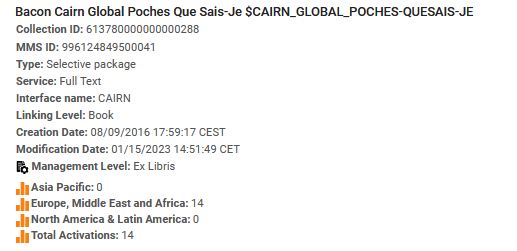 Bacon Cairn Global Poches Que Sais-Je $CAIRN_GLOBAL_POCHES-QUESAIS-JE
Collection ID: 613780000000000288
MMS ID: 996124849500041
Type: Selective package
Service: Full Text
Interface name: CAIRN
Linking Level: Book
Creation Date: 08/09/2016 17:59:17 CEST
Modification Date: 01/15/2023 14:51:49 CET
Management Level: Ex Libris
Asia Pacific: 0
Europe, Middle East and Africa: 14
North America & Latin America: 0
Total Activations: 14